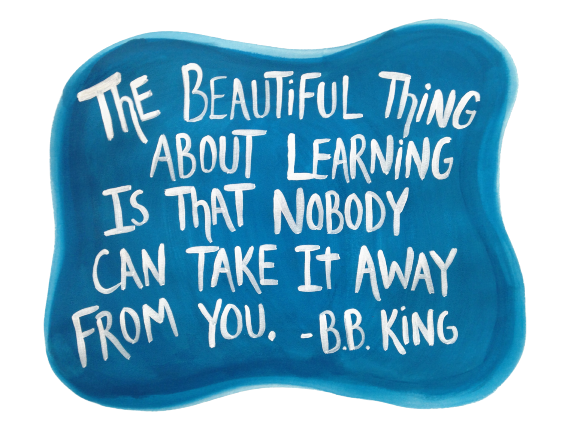 The BEAUTiFUL ThiNG
ABOUT LEARNiNG
IS ThAT NOBODY
CAN TAKE It AWAY
FROM YOU. -B.B. KiNG